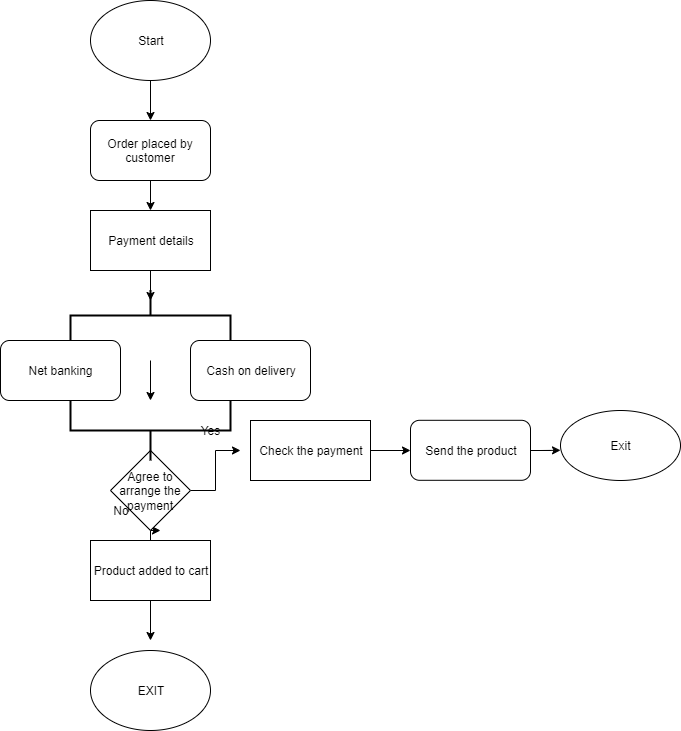 Start
Order placed by
customer
Payment details
Net banking
Cash on delivery
Yes
Check the payment
Send the product
Exit
Agree to
arrange the
payment
No
Product added to cart
EXIT